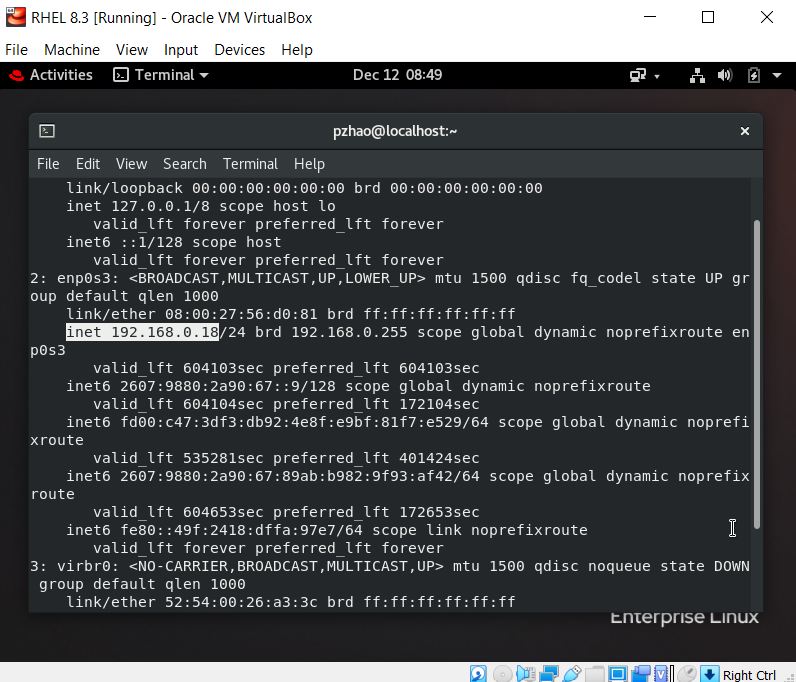 RHEL 8.3 [Running] - Oracle VM VirtualBox
File Machine View Input Devices Help
Activities Terminal Dec 12 08:49
pzhao@localhost:~
File Edit View Search Terminal Help
link/loopback 00:00:00:00:00:00 brd 00:00:00:00:00:00
inet 127.0.0.1/8 scope host lo
valid_lft forever preferred_lft forever
inet6 ::1/128 scope host
valid_lft forever preferred_lft forever
2: enp0s3: <BROADCAST,MULTICAST,UP,LOWER_UP> mtu 1500 qdisc fq_codel state UP gr
oup default qlen 1000
link/ether 08:00:27:56:d0:81 brd ff:ff:ff:ff:ff:ff
inet 192.168.0.18/24 brd 192.168.0.255 scope global dynamic noprefixroute en
p0s3
valid_lft 604103sec preferred_lft 604103sec
inet6 2607:9880:2a90:67::9/128 scope global dynamic noprefixroute
valid_lft 604104sec preferred_lft 172104sec
inet6 fd00:c47:3df3:db92:4e8f:e9bf:81f7:e529/64 scope global dynamic noprefi
xroute
valid_lft 535281sec preferred_lft 401424sec
inet6 2607:9880:2a90:67:89ab:b982:9f93:af42/64 scope global dynamic noprefix
route
valid_lft 604653sec preferred_lft 172653sec
inet6 fe80::49f:2418:dffa:97e7/64 scope link noprefixroute
valid_lft forever preferred_lft forever
3: virbr0: <NO-CARRIER,BROADCAST,MULTICAST,UP> mtu 1500 qdisc noqueue state DOWN
group default qlen 1000
link/ether 52:54:00:26:a3:3c brd ff:ff:ff:ff:ff:ff
Enterprise Linux
Right Ctrl